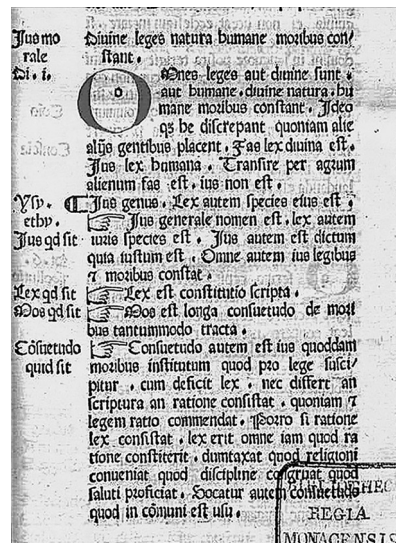 Jus mo
rale
Di. i.
Diuine leges natura humane moribus con/
stant.
OMnes leges aut diuine sunt .
aut humane . diuine natura . hu
mane moribus constant . Ideo
qȝ he discrepant quoniam alie
alijs gentibus placent . Fas lex diuina est .
Jus lex humana . Transire per agrum
alienum fas est . ius non est .
Ysy .
ethy .
Jus genus . Lex autem species eius est .
Jus generale nomen est . lex autem
Jus qd sit
iuris species est . Jus autem est dictum
quia iustum est . Omne autem ius legibus
⁊ moribus constat .
Lex qd sit
Lex est constitutio scripta .
Mos qd sit
Mos est longa consuetudo de mori
bus tantummodo tracta .
Cōsuetudo
quid sit
Consuetudo autem est ius quoddam
moribus institutum quod pro lege susci/
pitur . cum deficit lex . nec differt an
scriptura an ratione consistat . quoniam ⁊
legem ratio commendat . Porro si ratione
lex consistat . lex erit omne iam quod ra
tione constiterit . dumtaxat quod religioni
conueniat quod discipline congruat quod
saluti proficiat . Vocatur autem consuetudo
quod in cōmuni est usu .
BIBLIOTHECA
REGIA
MONACENSIS